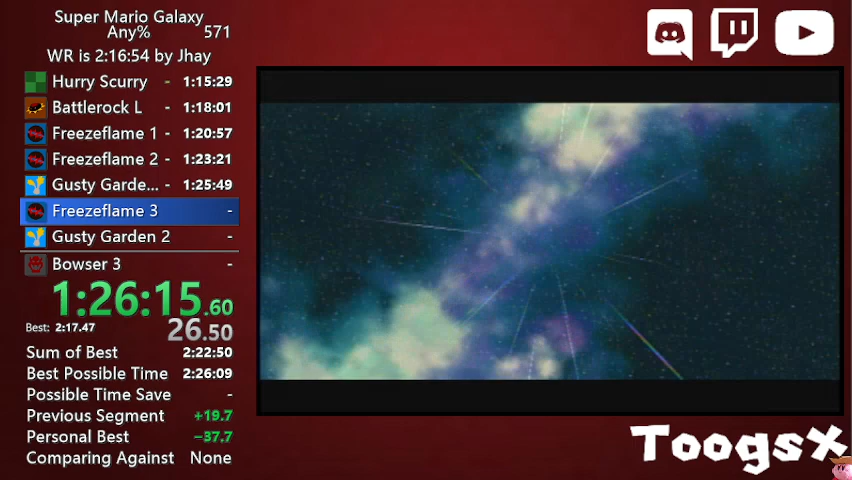 Super Mario Galaxy
Any% 571
WR is 2:16:54 by Jhay
Hurry Scurry - 1:15:29
Battlerock L - 1:18:01
Freezeflame 1 - 1:20:57
Freezeflame 2 - 1:23:21
Gusty Garde... - 1:25:49
Freezeflame 3 -
Gusty Garden 2 -
Bowser 3 -
1:26:15.60
Best: 2:17.47 26.50
Sum of Best 2:22:50
Best Possible Time 2:26:09
Possible Time Save -
Previous Segment +19.7
Personal Best −37.7
Comparing Against None
ToogsX